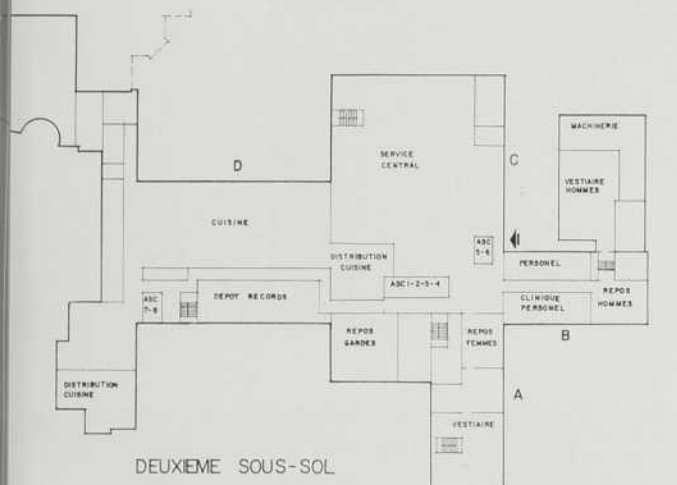 MACHINERIE
SERVICE
CENTRAL
D
C
VESTIAIRE
HOMMES
CUISINE
ASC
5-6
DISTRIBUTION
CUISINE
PERSONEL
ASC 1-2-3-4
ASC
7-8
DEPOT RECORDS
CLINIQUE
PERSONEL
REPOS
HOMMES
REPOS
GARDES
REPOS
FEMMES
B
DISTRIBUTION
CUISINE
A
VESTIAIRE
DEUXIEME SOUS-SOL